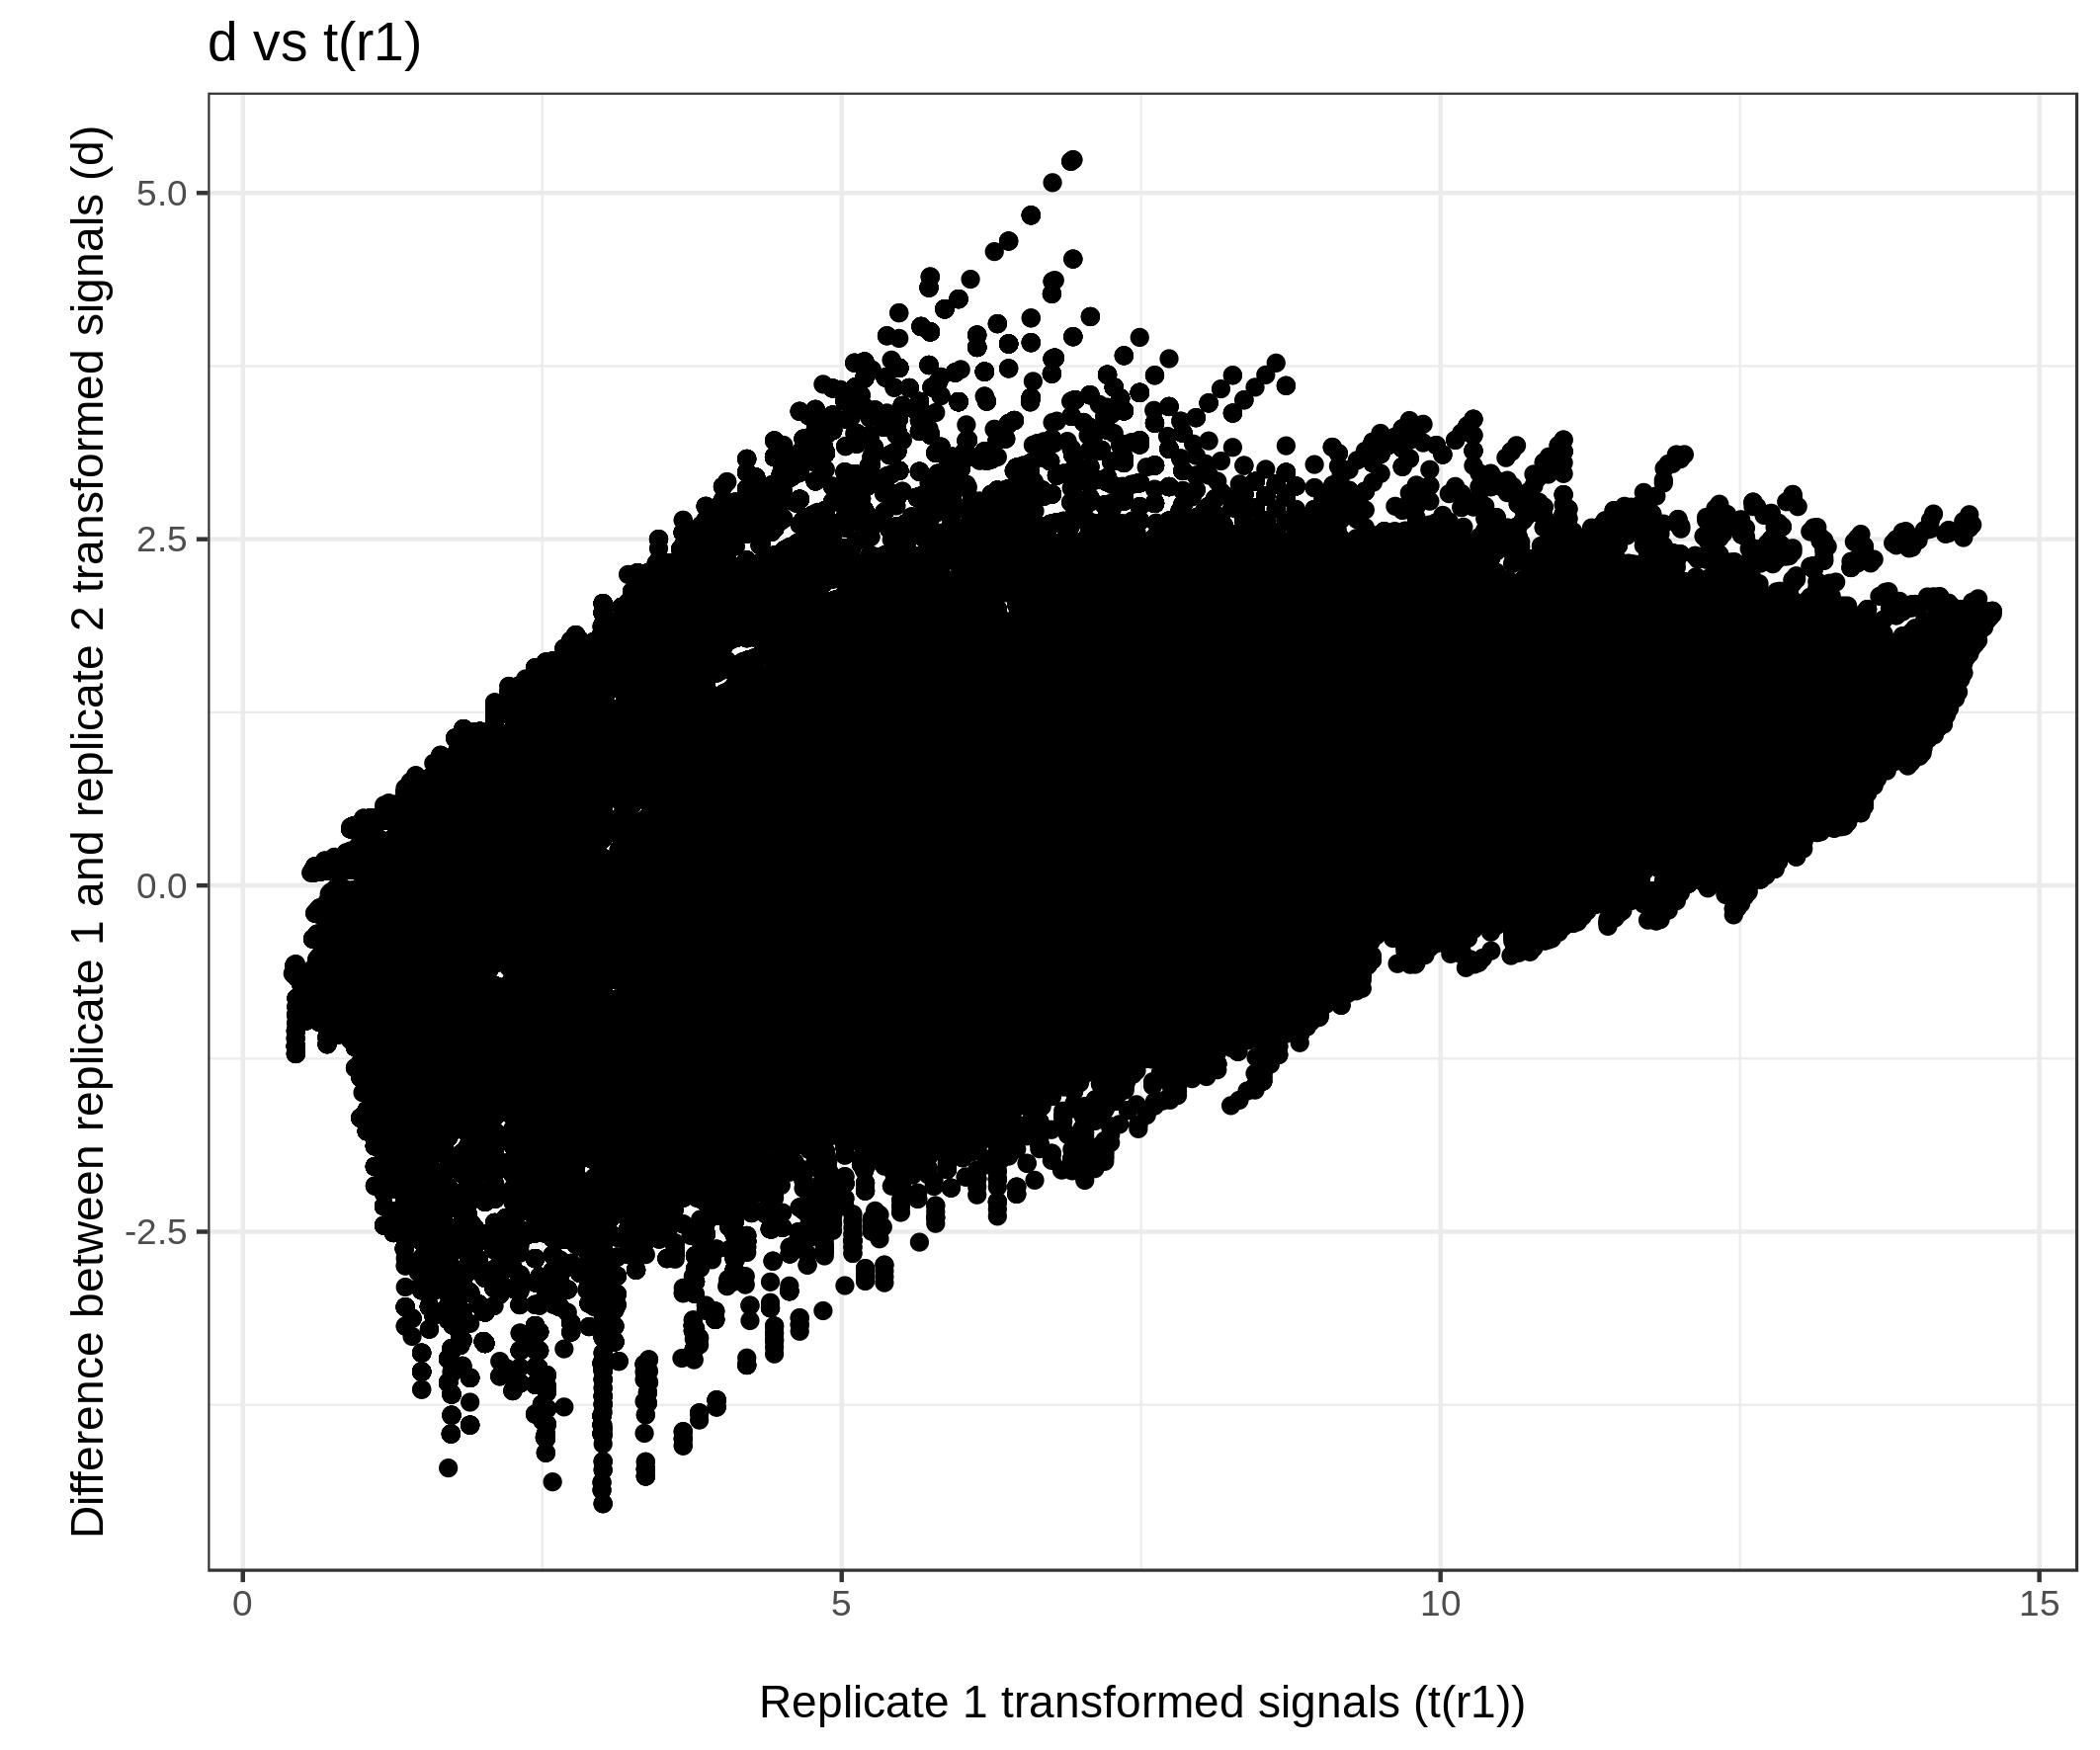 d vs t(r1)
Difference between replicate 1 and replicate 2 transformed signals (d)
5.0
2.5
0.0
-2.5
0
5
10
15
Replicate 1 transformed signals (t(r1))